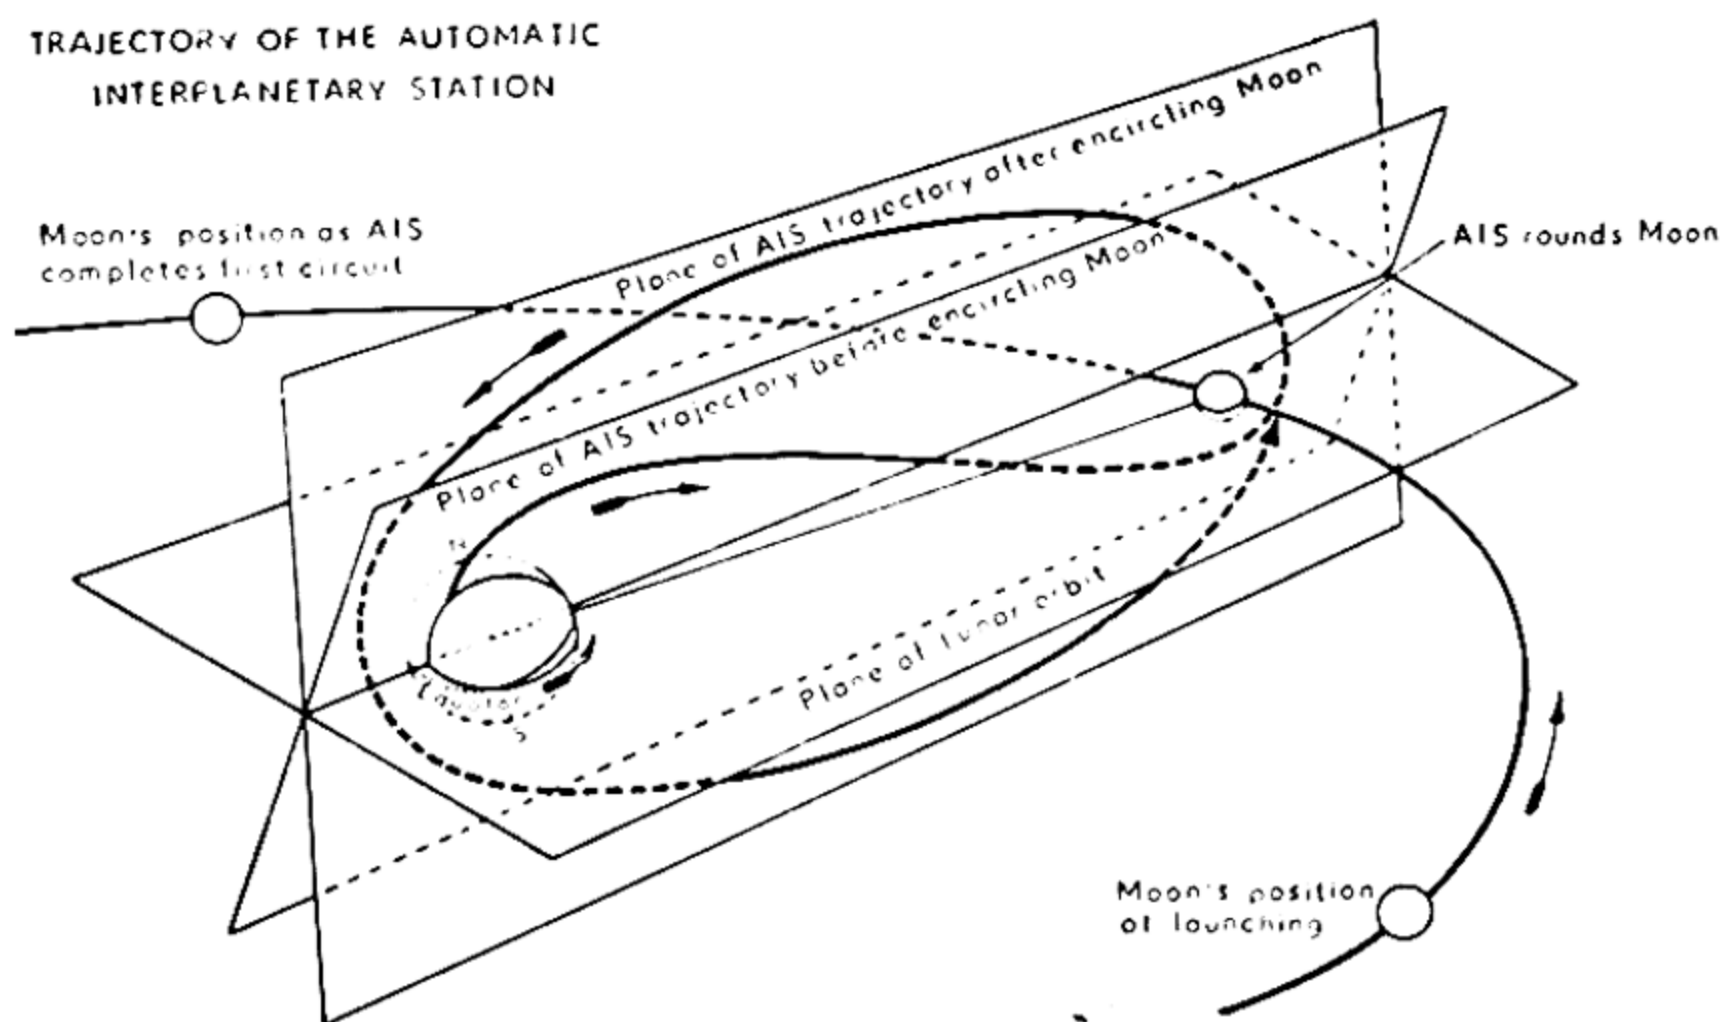 TRAJECTORY OF THE AUTOMATIC
INTERPLANETARY STATION
Plane of AIS trajectory after encircling Moon
Moon's position as AIS
completes first circuit
AIS rounds Moon
Plane of AIS trajectory before encircling Moon
N
Equator
S
Plane of lunar orbit
Moon's position
at launching